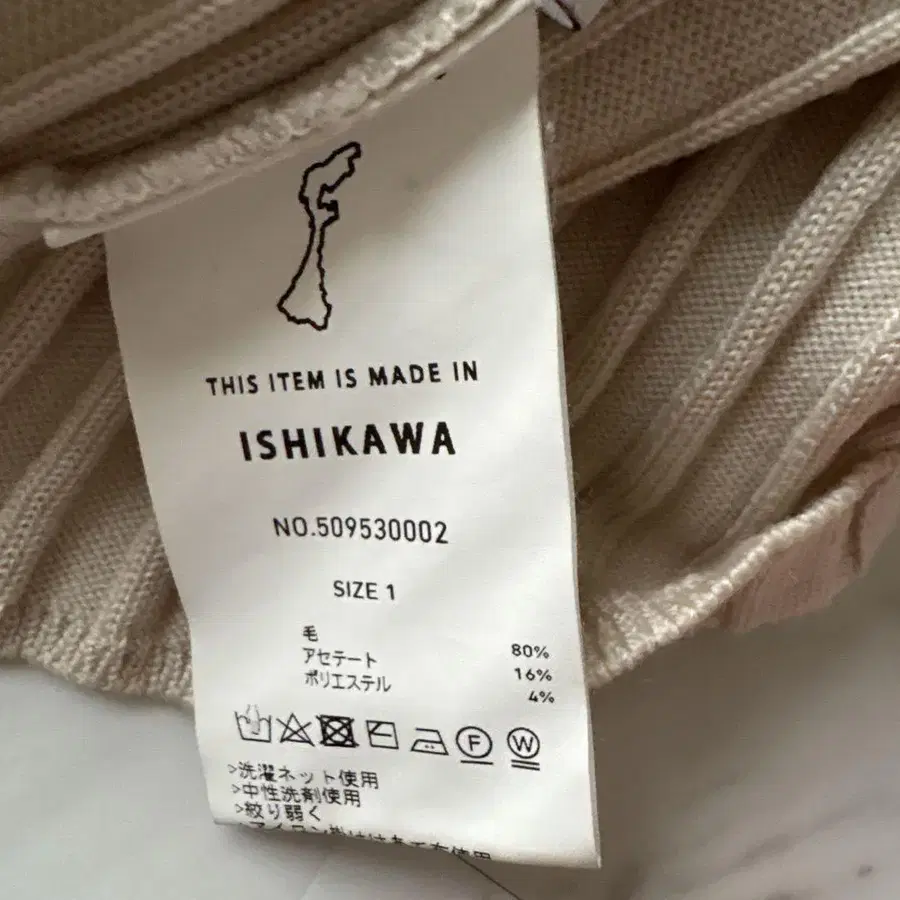 THIS ITEM IS MADE IN
ISHIKAWA
NO.509530002
SIZE 1
毛 80%
アセテート 16%
ポリエステル 4%
F W
>洗濯ネット使用
>中性洗剤使用
>絞り弱く